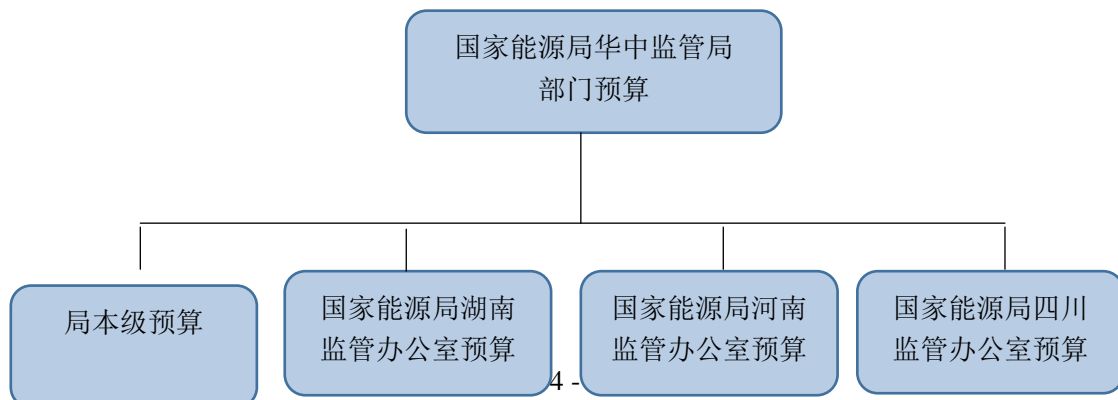 国家能源局华中监管局
部门预算
局本级预算
国家能源局湖南
监管办公室预算
国家能源局河南
监管办公室预算
国家能源局四川
监管办公室预算
4 -